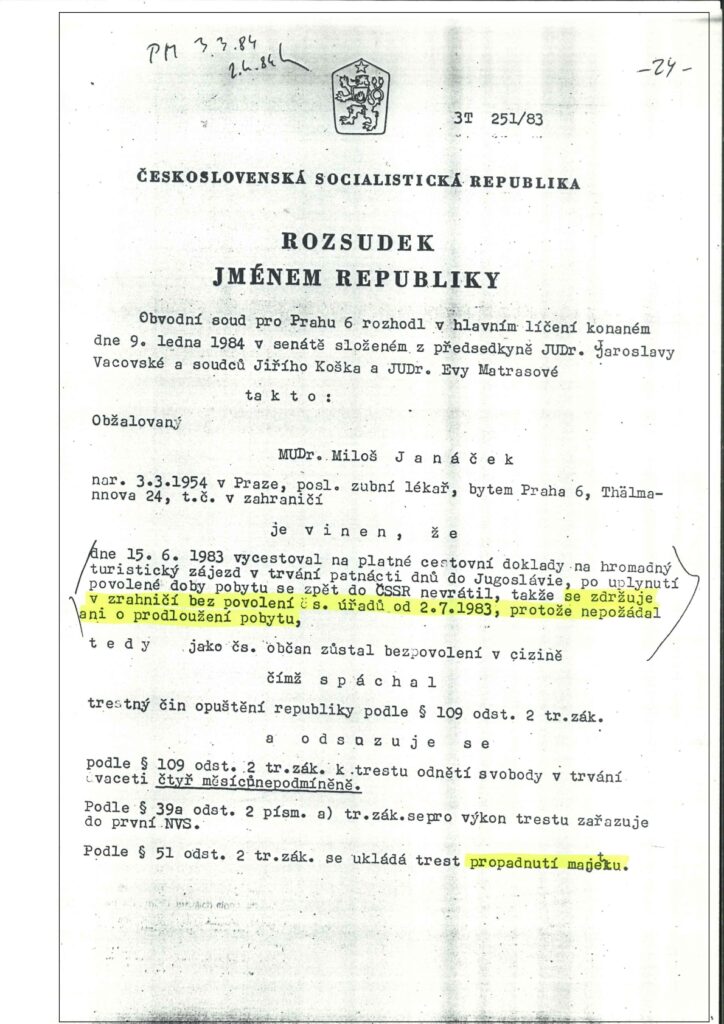 PM 3.3.84
2.4.84
-24-
3T 251/83
ČESKOSLOVENSKÁ SOCIALISTICKÁ REPUBLIKA
ROZSUDEK
JMÉNEM REPUBLIKY
Obvodní soud pro Prahu 6 rozhodl v hlavním líčení konaném
dne 9. ledna 1984 v senátě složeném z předsedkyně JUDr. Jaroslavy
Vacovské a soudců Jiřího Koška a JUDr. Evy Matrasové
t a k t o :
Obžalovaný
MUDr. Miloš J a n á č e k
nar. 3.3.1954 v Praze, posl. zubní lékař, bytem Praha 6, Thälma-
nnova 24, t.č. v zahraničí
j e v i n e n , ž e
dne 15. 6. 1983 vycestoval na platné cestovní doklady na hromadný
turistický zájezd v trvání patnácti dnů do Jugoslávie, po uplynutí
povolené doby pobytu se zpět do ČSSR nevrátil, takže se zdržuje
v zrahničí bez povolení čs. úřadů od 2.7.1983, protože nepožádal
ani o prodloužení pobytu,
t e d y jako čs. občan zůstal bezpovolení v cizině
čímž s p á c h a l
trestný čin opuštění republiky podle § 109 odst. 2 tr.zák.
a o d s u z u j e s e
podle § 109 odst. 2 tr.zák. k trestu odnětí svobody v trvání
dvaceti čtyř měsícůnepodmíněně.
Podle § 39a odst. 2 písm. a) tr.zák.sepro výkon trestu zařazuje
do první NVS.
Podle § 51 odst. 2 tr.zák. se ukládá trest propadnutí majetku.